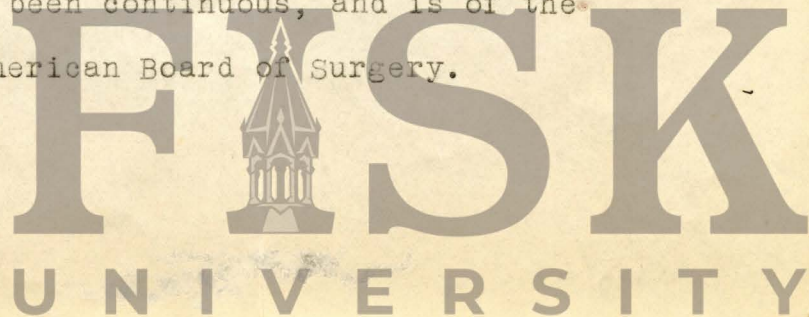 been continuous, and is of the
American Board of Surgery.
FISK
UNIVERSITY